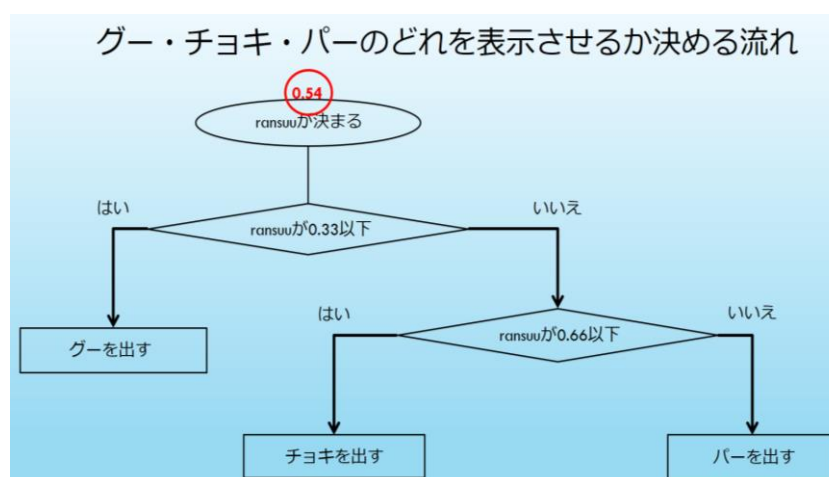 グー・チョキ・パーのどれを表示させるか決める流れ
0.54
ransuuが決まる
はい
いいえ
ransuuが0.33以下
はい
いいえ
ransuuが0.66以下
グーを出す
チョキを出す
パーを出す